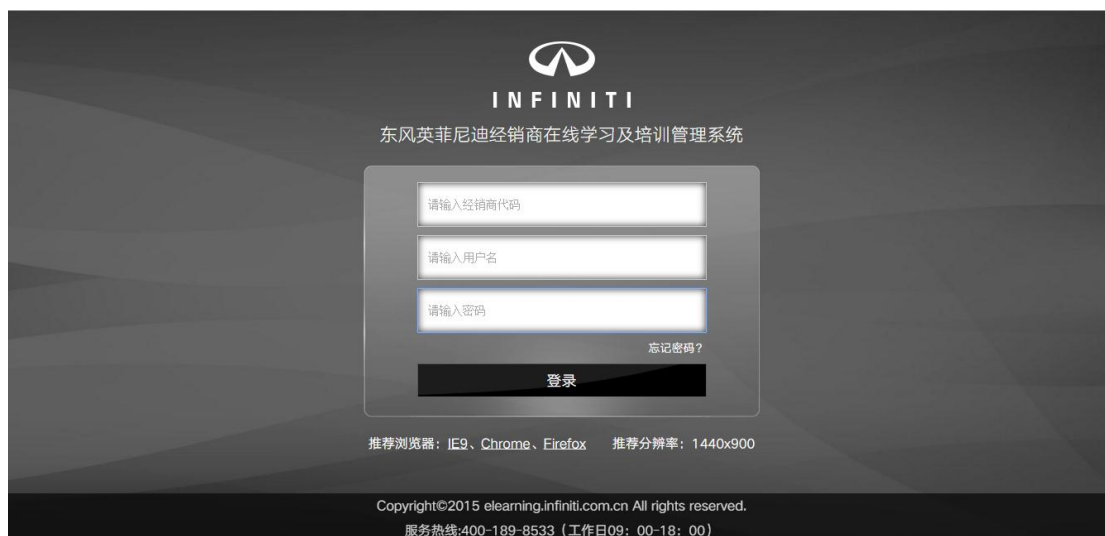 INFINITI
东风英菲尼迪经销商在线学习及培训管理系统
请输入经销商代码
请输入用户名
请输入密码
忘记密码?
登录
推荐浏览器：IE9、Chrome、Firefox 推荐分辨率：1440x900
Copyright©2015 elearning.infiniti.com.cn All rights reserved.
服务热线:400-189-8533（工作日09：00-18：00）